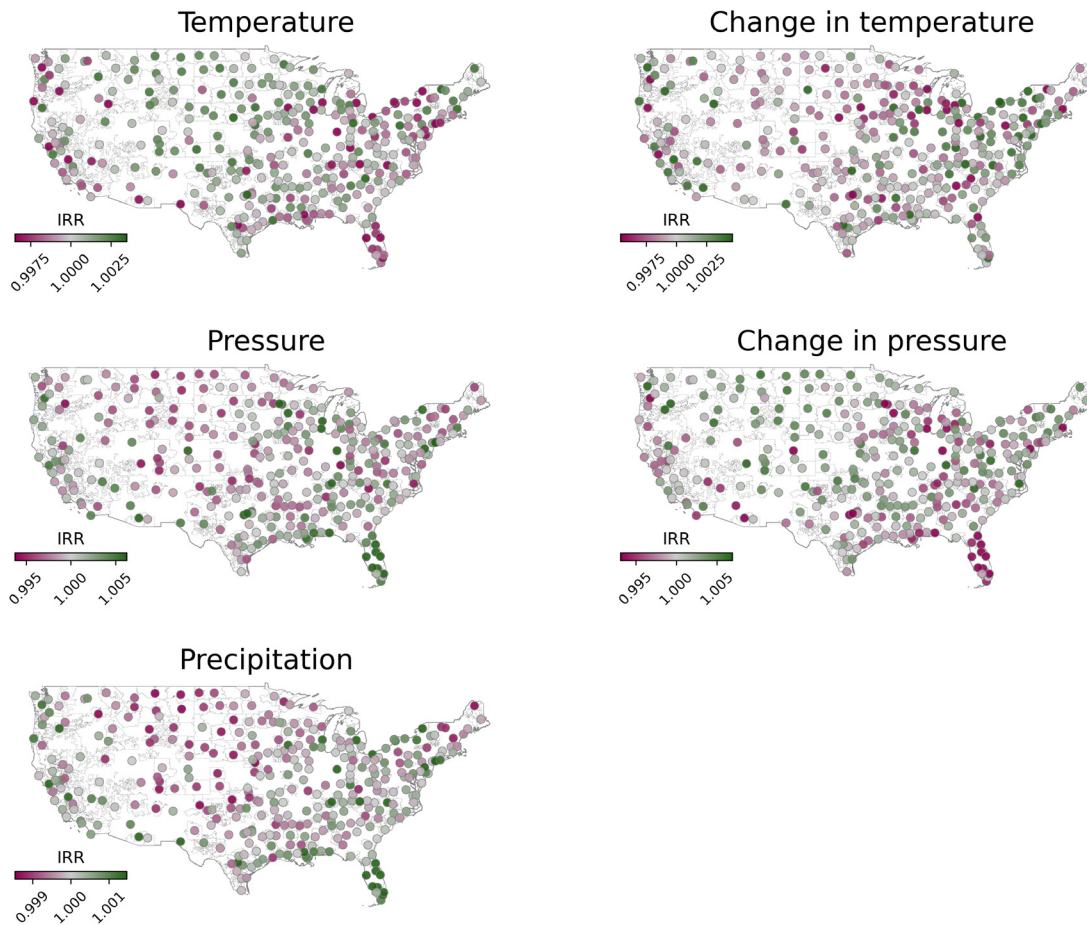 Temperature
Change in temperature
IRR
0.9975
1.0000
1.0025
IRR
0.9975
1.0000
1.0025
Pressure
Change in pressure
IRR
0.995
1.000
1.005
IRR
0.995
1.000
1.005
Precipitation
IRR
0.999
1.000
1.001